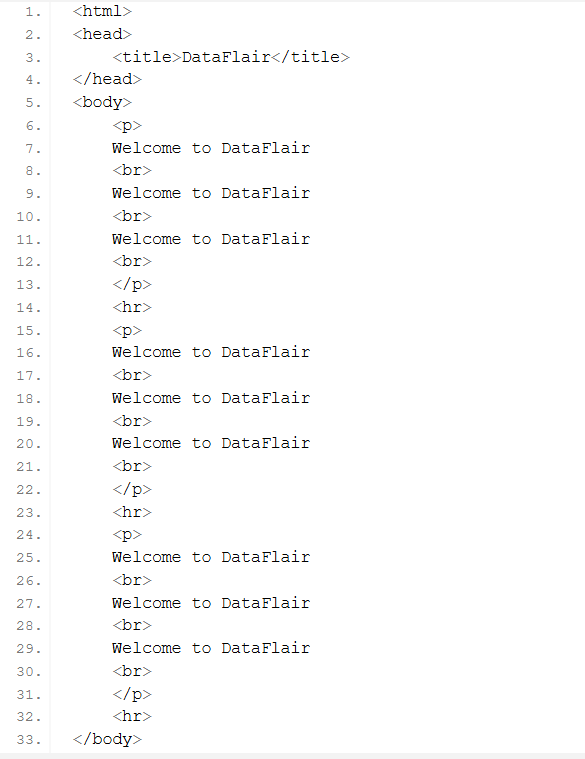 1. <html>
2. <head>
3.     <title>DataFlair</title>
4. </head>
5. <body>
6.     <p>
7.     Welcome to DataFlair
8.     <br>
9.     Welcome to DataFlair
10.     <br>
11.     Welcome to DataFlair
12.     <br>
13.     </p>
14.     <hr>
15.     <p>
16.     Welcome to DataFlair
17.     <br>
18.     Welcome to DataFlair
19.     <br>
20.     Welcome to DataFlair
21.     <br>
22.     </p>
23.     <hr>
24.     <p>
25.     Welcome to DataFlair
26.     <br>
27.     Welcome to DataFlair
28.     <br>
29.     Welcome to DataFlair
30.     <br>
31.     </p>
32.     <hr>
33. </body>